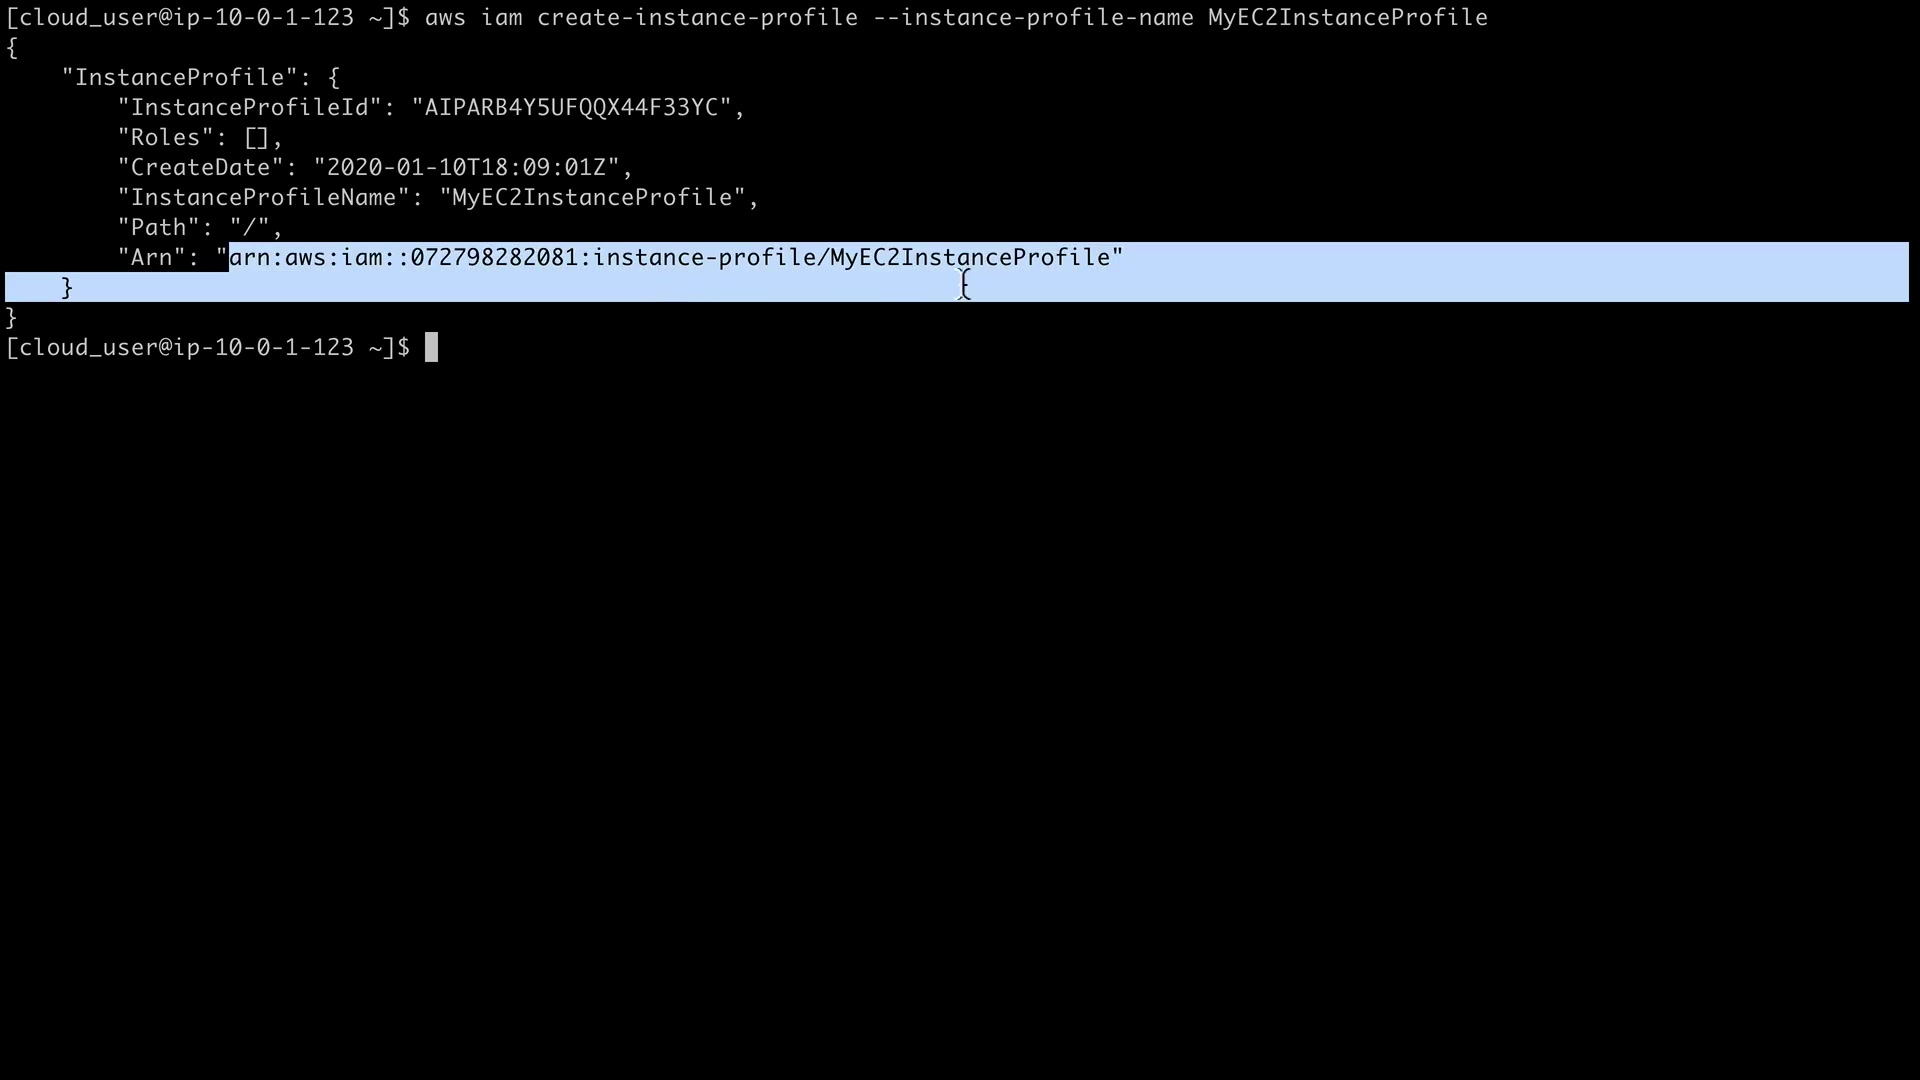 [cloud_user@ip-10-0-1-123 ~]$ aws iam create-instance-profile --instance-profile-name MyEC2InstanceProfile
{
    "InstanceProfile": {
        "InstanceProfileId": "AIPARB4Y5UFQQX44F33YC",
        "Roles": [],
        "CreateDate": "2020-01-10T18:09:01Z",
        "InstanceProfileName": "MyEC2InstanceProfile",
        "Path": "/",
        "Arn": "arn:aws:iam::072798282081:instance-profile/MyEC2InstanceProfile"
    }
}
[cloud_user@ip-10-0-1-123 ~]$